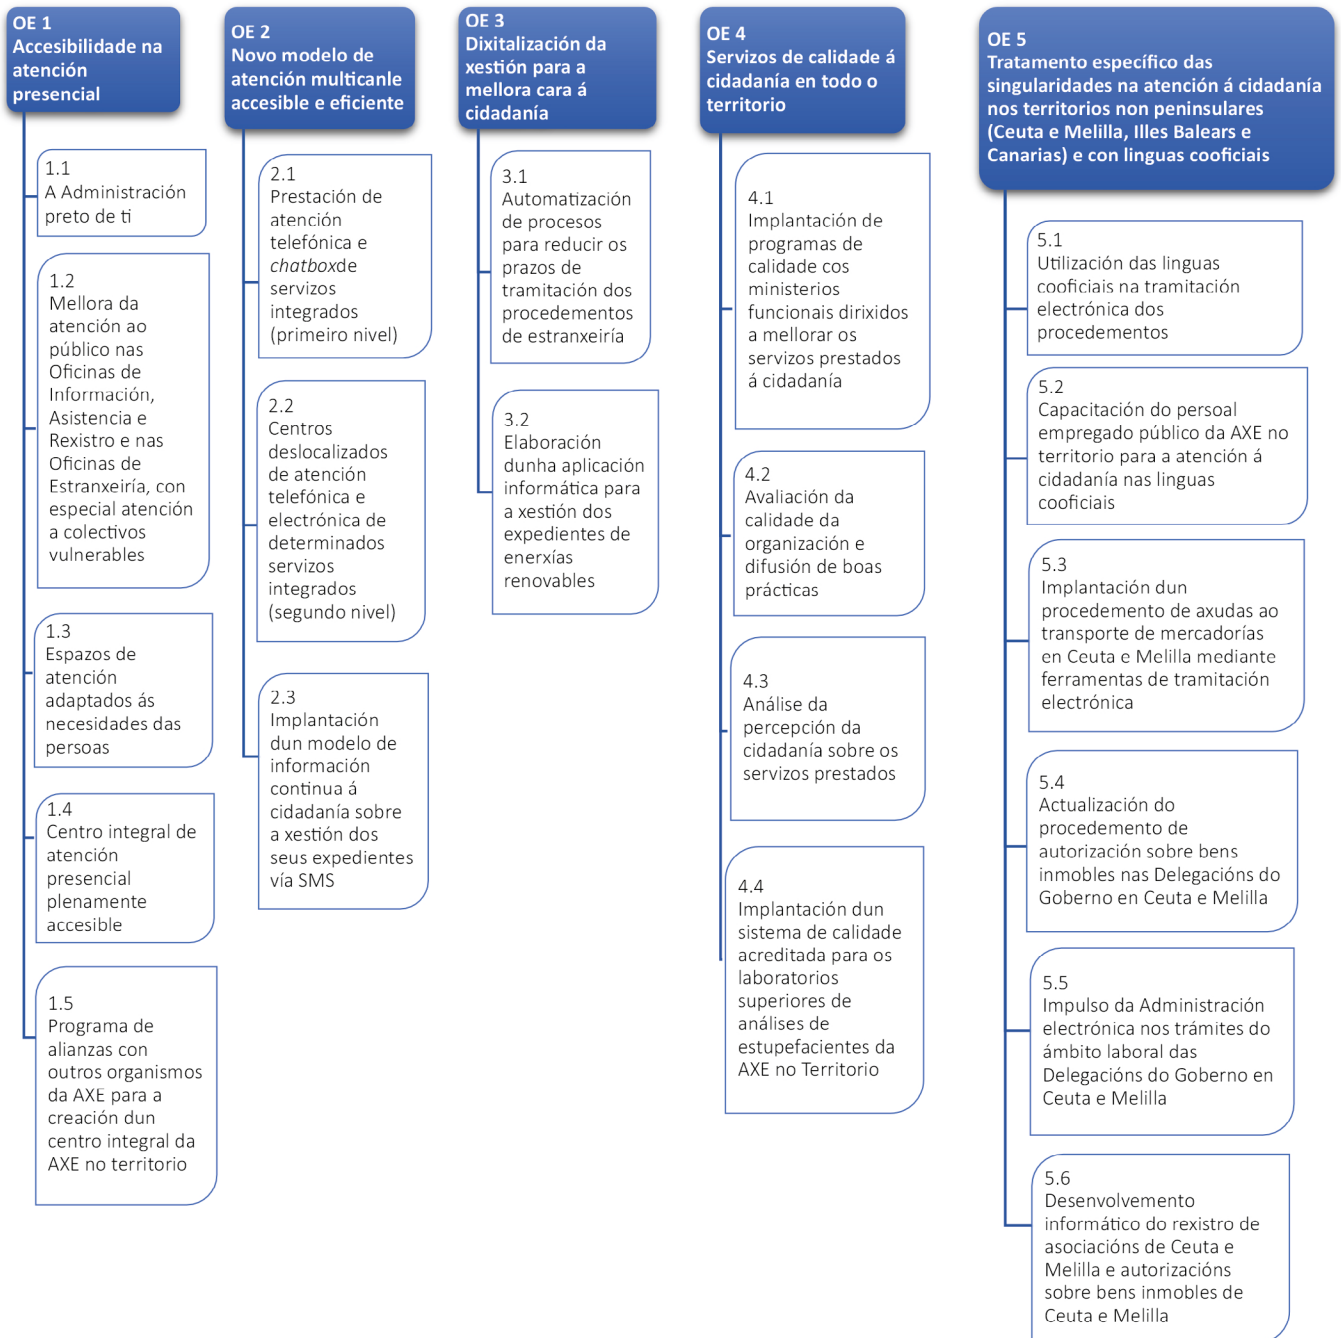 OE 1
Accesibilidade na
atención
presencial
1.1
A Administración
preto de ti
1.2
Mellora da
atención ao
público nas
Oficinas de
Información,
Asistencia e
Rexistro e nas
Oficinas de
Estranxeiría, con
especial atención
a colectivos
vulnerables
1.3
Espazos de
atención
adaptados ás
necesidades das
persoas
1.4
Centro integral de
atención
presencial
plenamente
accesible
1.5
Programa de
alianzas con
outros organismos
da AXE para a
creación dun
centro integral da
AXE no territorio
OE 2
Novo modelo de
atención multicanle
accesible e eficiente
2.1
Prestación de
atención
telefónica e
chatboxde
servizos
integrados
(primeiro nivel)
2.2
Centros
deslocalizados
de atención
telefónica e
electrónica de
determinados
servizos
integrados
(segundo nivel)
2.3
Implantación
dun modelo de
información
continua á
cidadanía sobre
a xestión dos
seus expedientes
vía SMS
OE 3
Dixitalización da
xestión para a
mellora cara á
cidadanía
3.1
Automatización
de procesos
para reducir os
prazos de
tramitación dos
procedementos
de estranxeiría
3.2
Elaboración
dunha aplicación
informática para
a xestión dos
expedientes de
enerxías
renovables
OE 4
Servizos de calidade á
cidadanía en todo o
territorio
4.1
Implantación de
programas de
calidade cos
ministerios
funcionais dirixidos
a mellorar os
servizos prestados
á cidadanía
4.2
Avaliación da
calidade da
organización e
difusión de boas
prácticas
4.3
Análise da
percepción da
cidadanía sobre os
servizos prestados
4.4
Implantación dun
sistema de calidade
acreditada para os
laboratorios
superiores de
análises de
estupefacientes da
AXE no Territorio
OE 5
Tratamento específico das
singularidades na atención á cidadanía
nos territorios non peninsulares
(Ceuta e Melilla, Illes Balears e
Canarias) e con linguas cooficiais
5.1
Utilización das linguas
cooficiais na tramitación
electrónica dos
procedementos
5.2
Capacitación do persoal
empregado público da AXE no
territorio para a atención á
cidadanía nas linguas
cooficiais
5.3
Implantación dun
procedemento de axudas ao
transporte de mercadorías
en Ceuta e Melilla mediante
ferramentas de tramitación
electrónica
5.4
Actualización do
procedemento de
autorización sobre bens
inmobles nas Delegacións do
Goberno en Ceuta e Melilla
5.5
Impulso da Administración
electrónica nos trámites do
ámbito laboral das
Delegacións do Goberno en
Ceuta e Melilla
5.6
Desenvolvemento
informático do rexistro de
asociacións de Ceuta e
Melilla e autorizacións
sobre bens inmobles de
Ceuta e Melilla